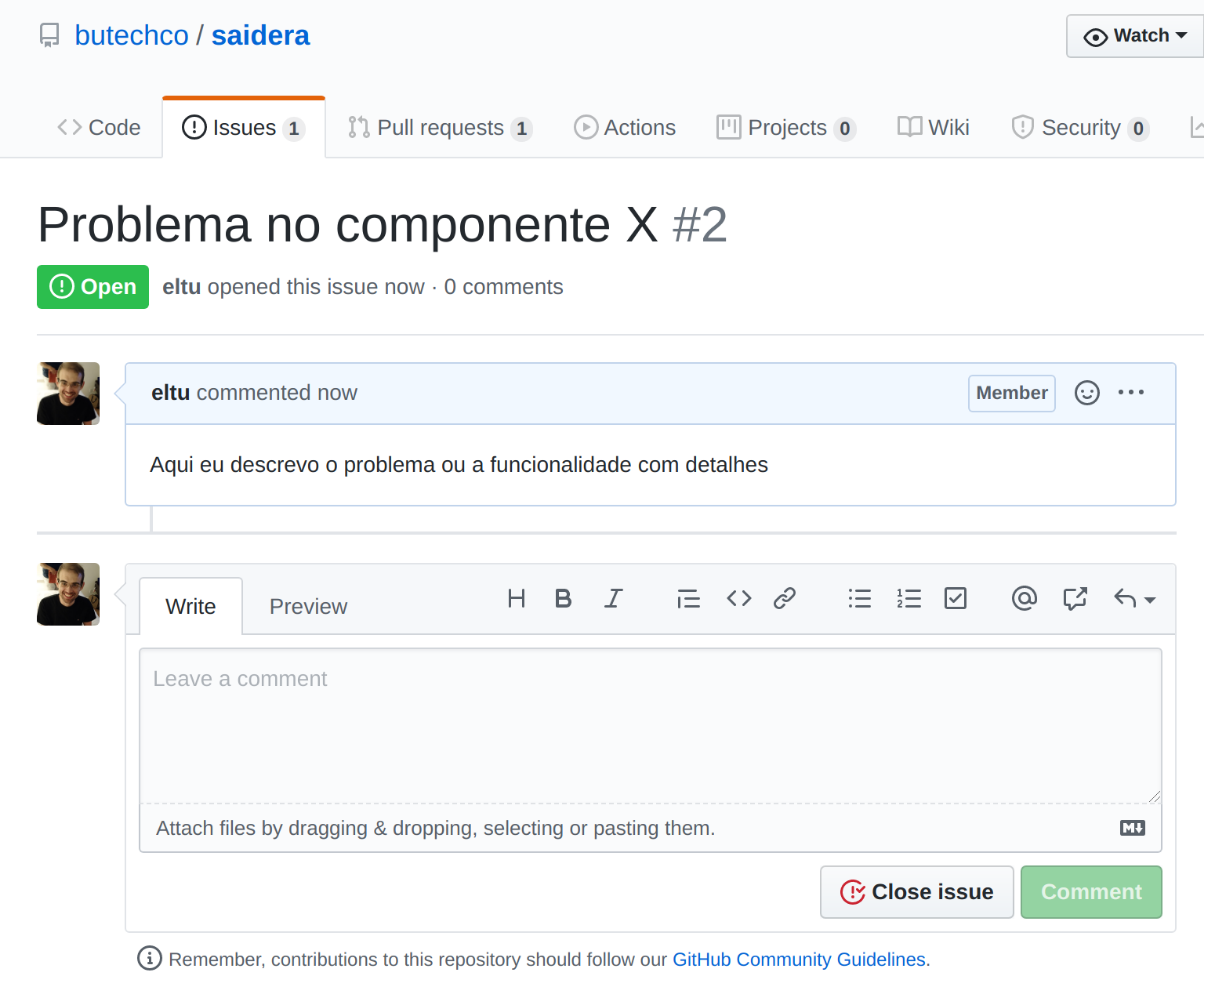 butechco / saidera
Watch
Code Issues 1 Pull requests 1 Actions Projects 0 Wiki Security 0
Problema no componente X #2
Open eltu opened this issue now · 0 comments
eltu commented now Member
Aqui eu descrevo o problema ou a funcionalidade com detalhes
Write Preview
Leave a comment
Attach files by dragging & dropping, selecting or pasting them.
Close issue Comment
Remember, contributions to this repository should follow our GitHub Community Guidelines.